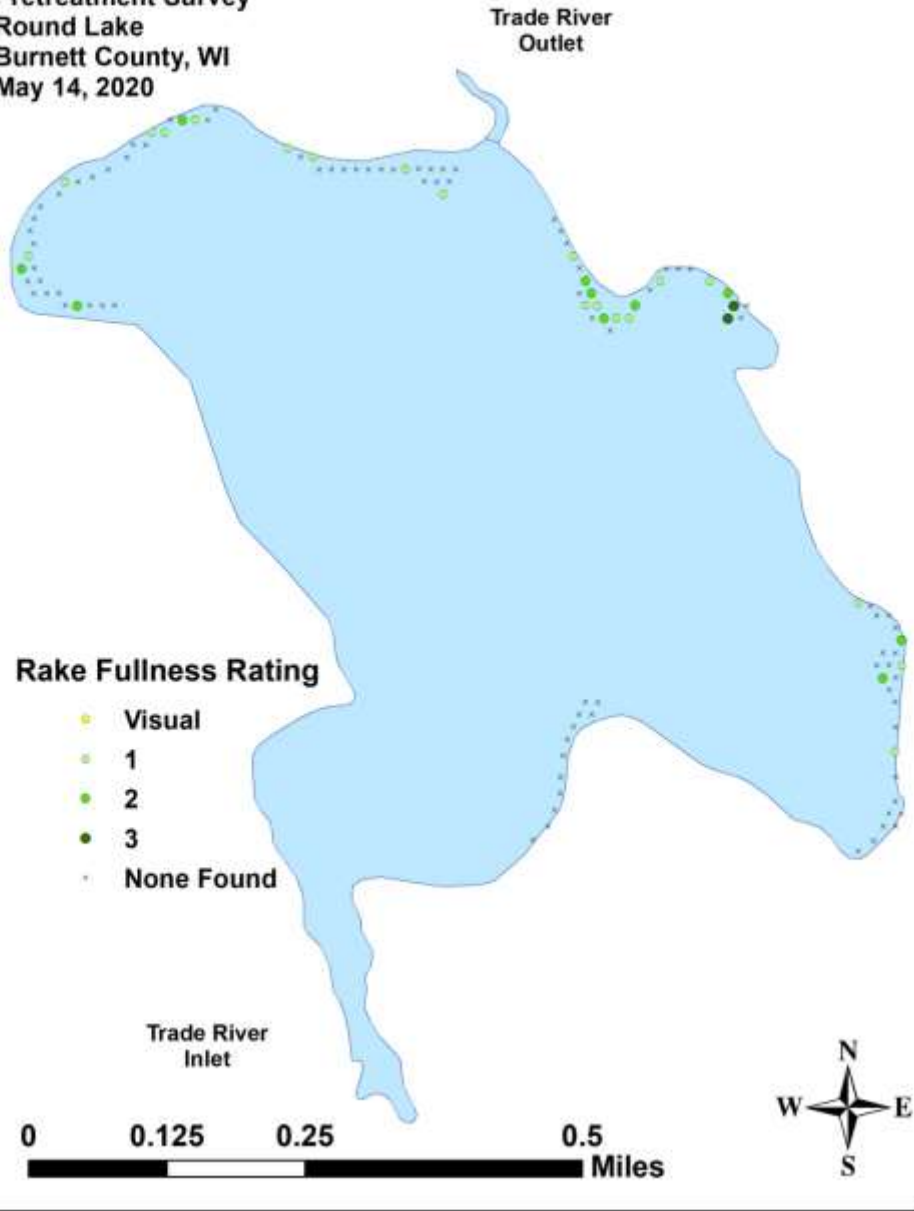 Survey
Round Lake
Burnett County, WI
May 14, 2020
Trade River
Outlet
Rake Fullness Rating
Visual
1
2
3
None Found
Trade River
Inlet
N
W E
S
0 0.125 0.25 0.5
Miles